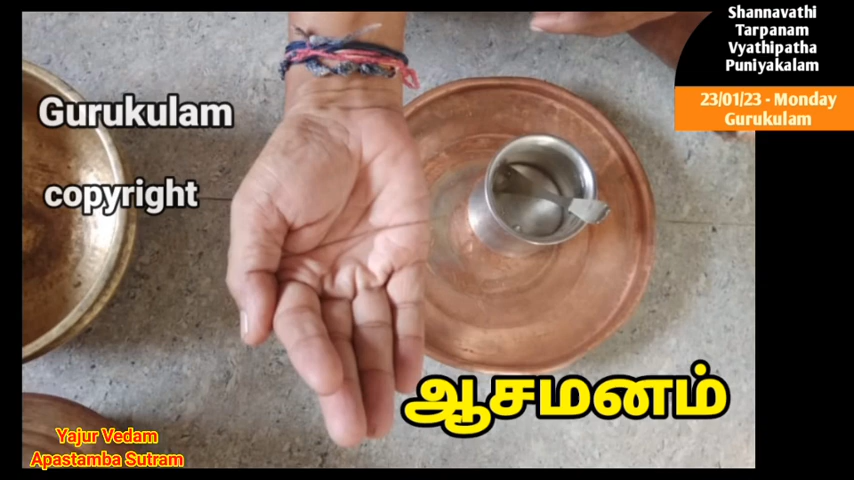 Shannavathi
Tarpanam
Vyathipatha
Puniyakalam
23/01/23 - Monday
Gurukulam
Gurukulam
copyright
ஆசமனம்
Yajur Vedam
Apastamba Sutram